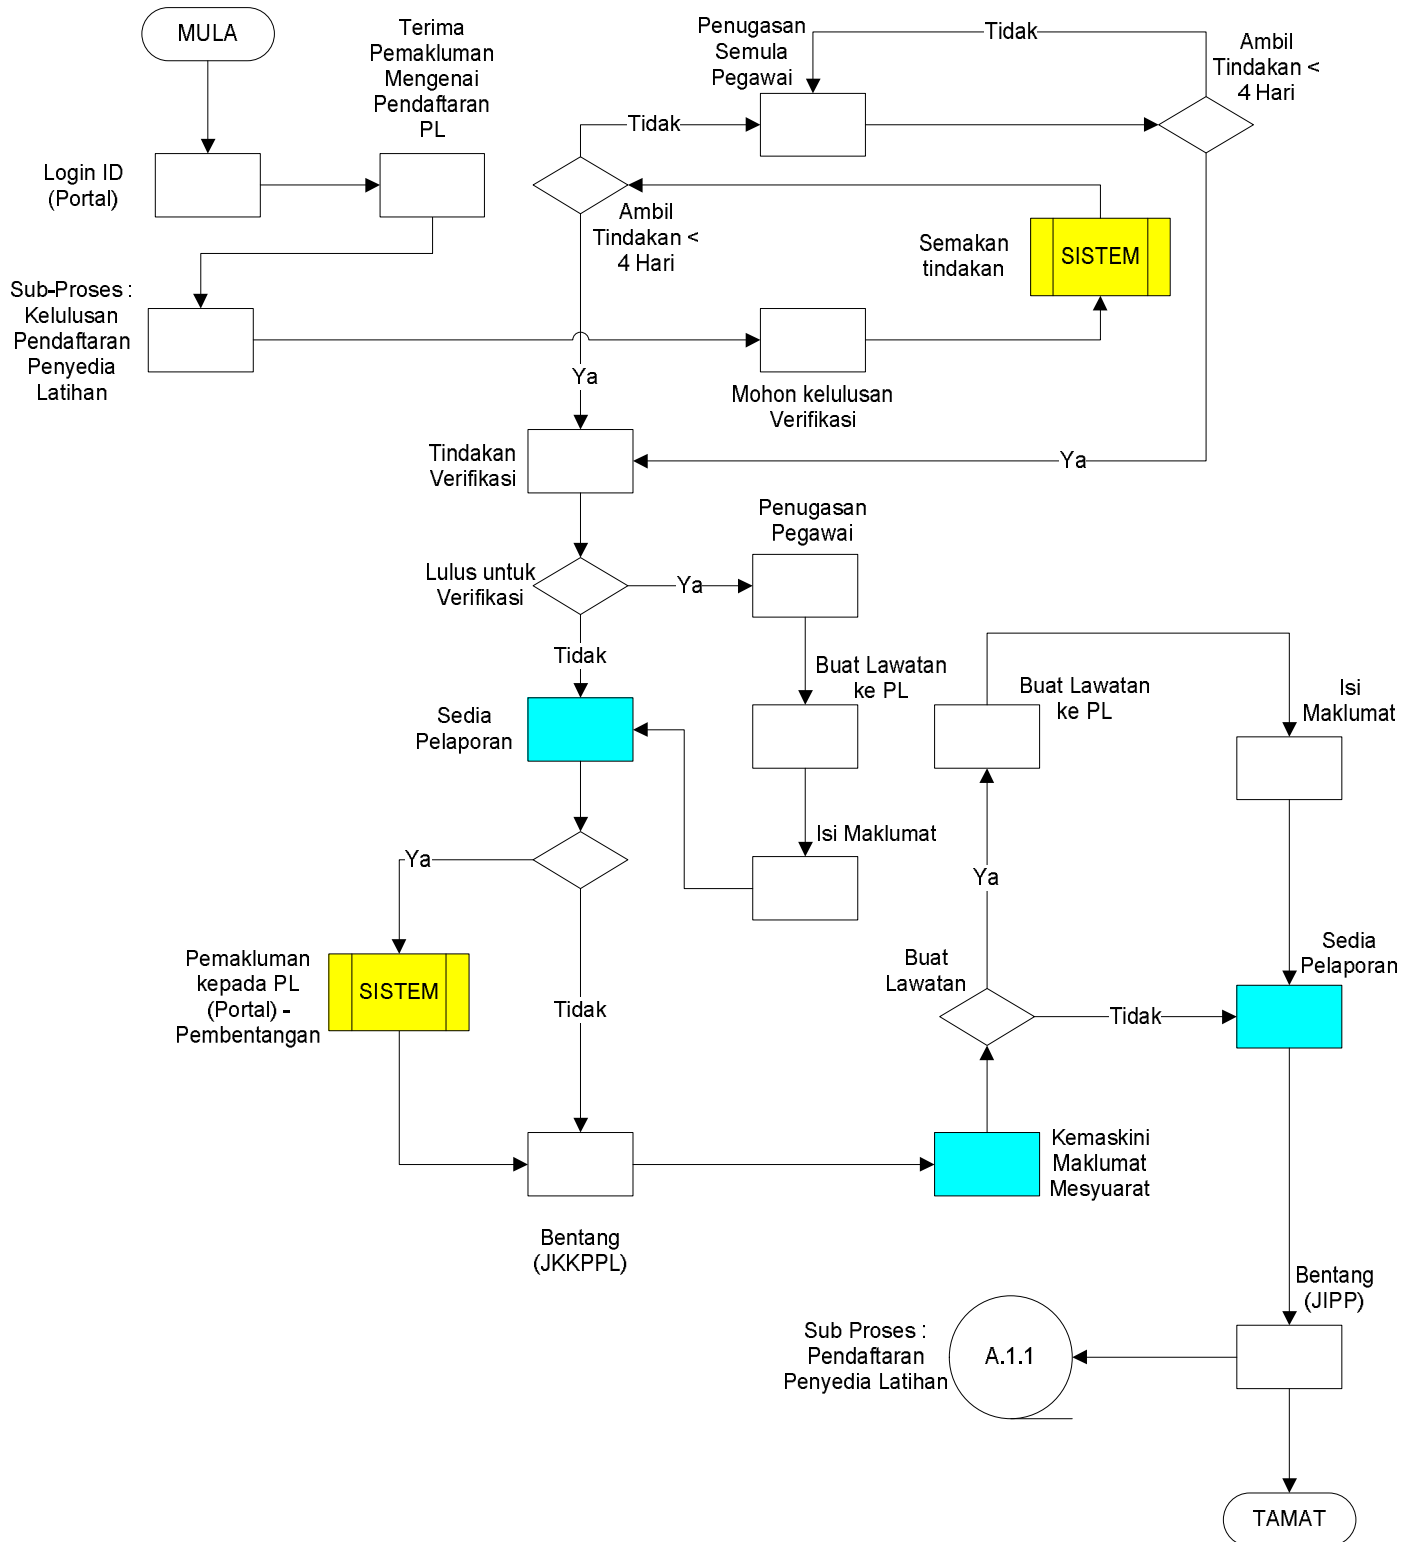 MULA
Terima
Pemakluman
Mengenai
Pendaftaran
PL
Login ID
(Portal)
Penugasan
Semula
Pegawai
Tidak
Ambil
Tindakan <
4 Hari
Tidak
Ambil
Tindakan <
4 Hari
Semakan
tindakan
SISTEM
Sub-Proses :
Kelulusan
Pendaftaran
Penyedia
Latihan
Ya
Mohon kelulusan
Verifikasi
Tindakan
Verifikasi
Ya
Penugasan
Pegawai
Lulus untuk
Verifikasi
Ya
Tidak
Buat Lawatan
ke PL
Sedia
Pelaporan
Isi Maklumat
Ya
Pemakluman
kepada PL
(Portal) -
Pembentangan
SISTEM
Tidak
Bentang
(JKKPPL)
Buat Lawatan
ke PL
Isi
Maklumat
Ya
Buat
Lawatan
Tidak
Sedia
Pelaporan
Kemaskini
Maklumat
Mesyuarat
Bentang
(JIPP)
Sub Proses :
Pendaftaran
Penyedia Latihan
A.1.1
TAMAT